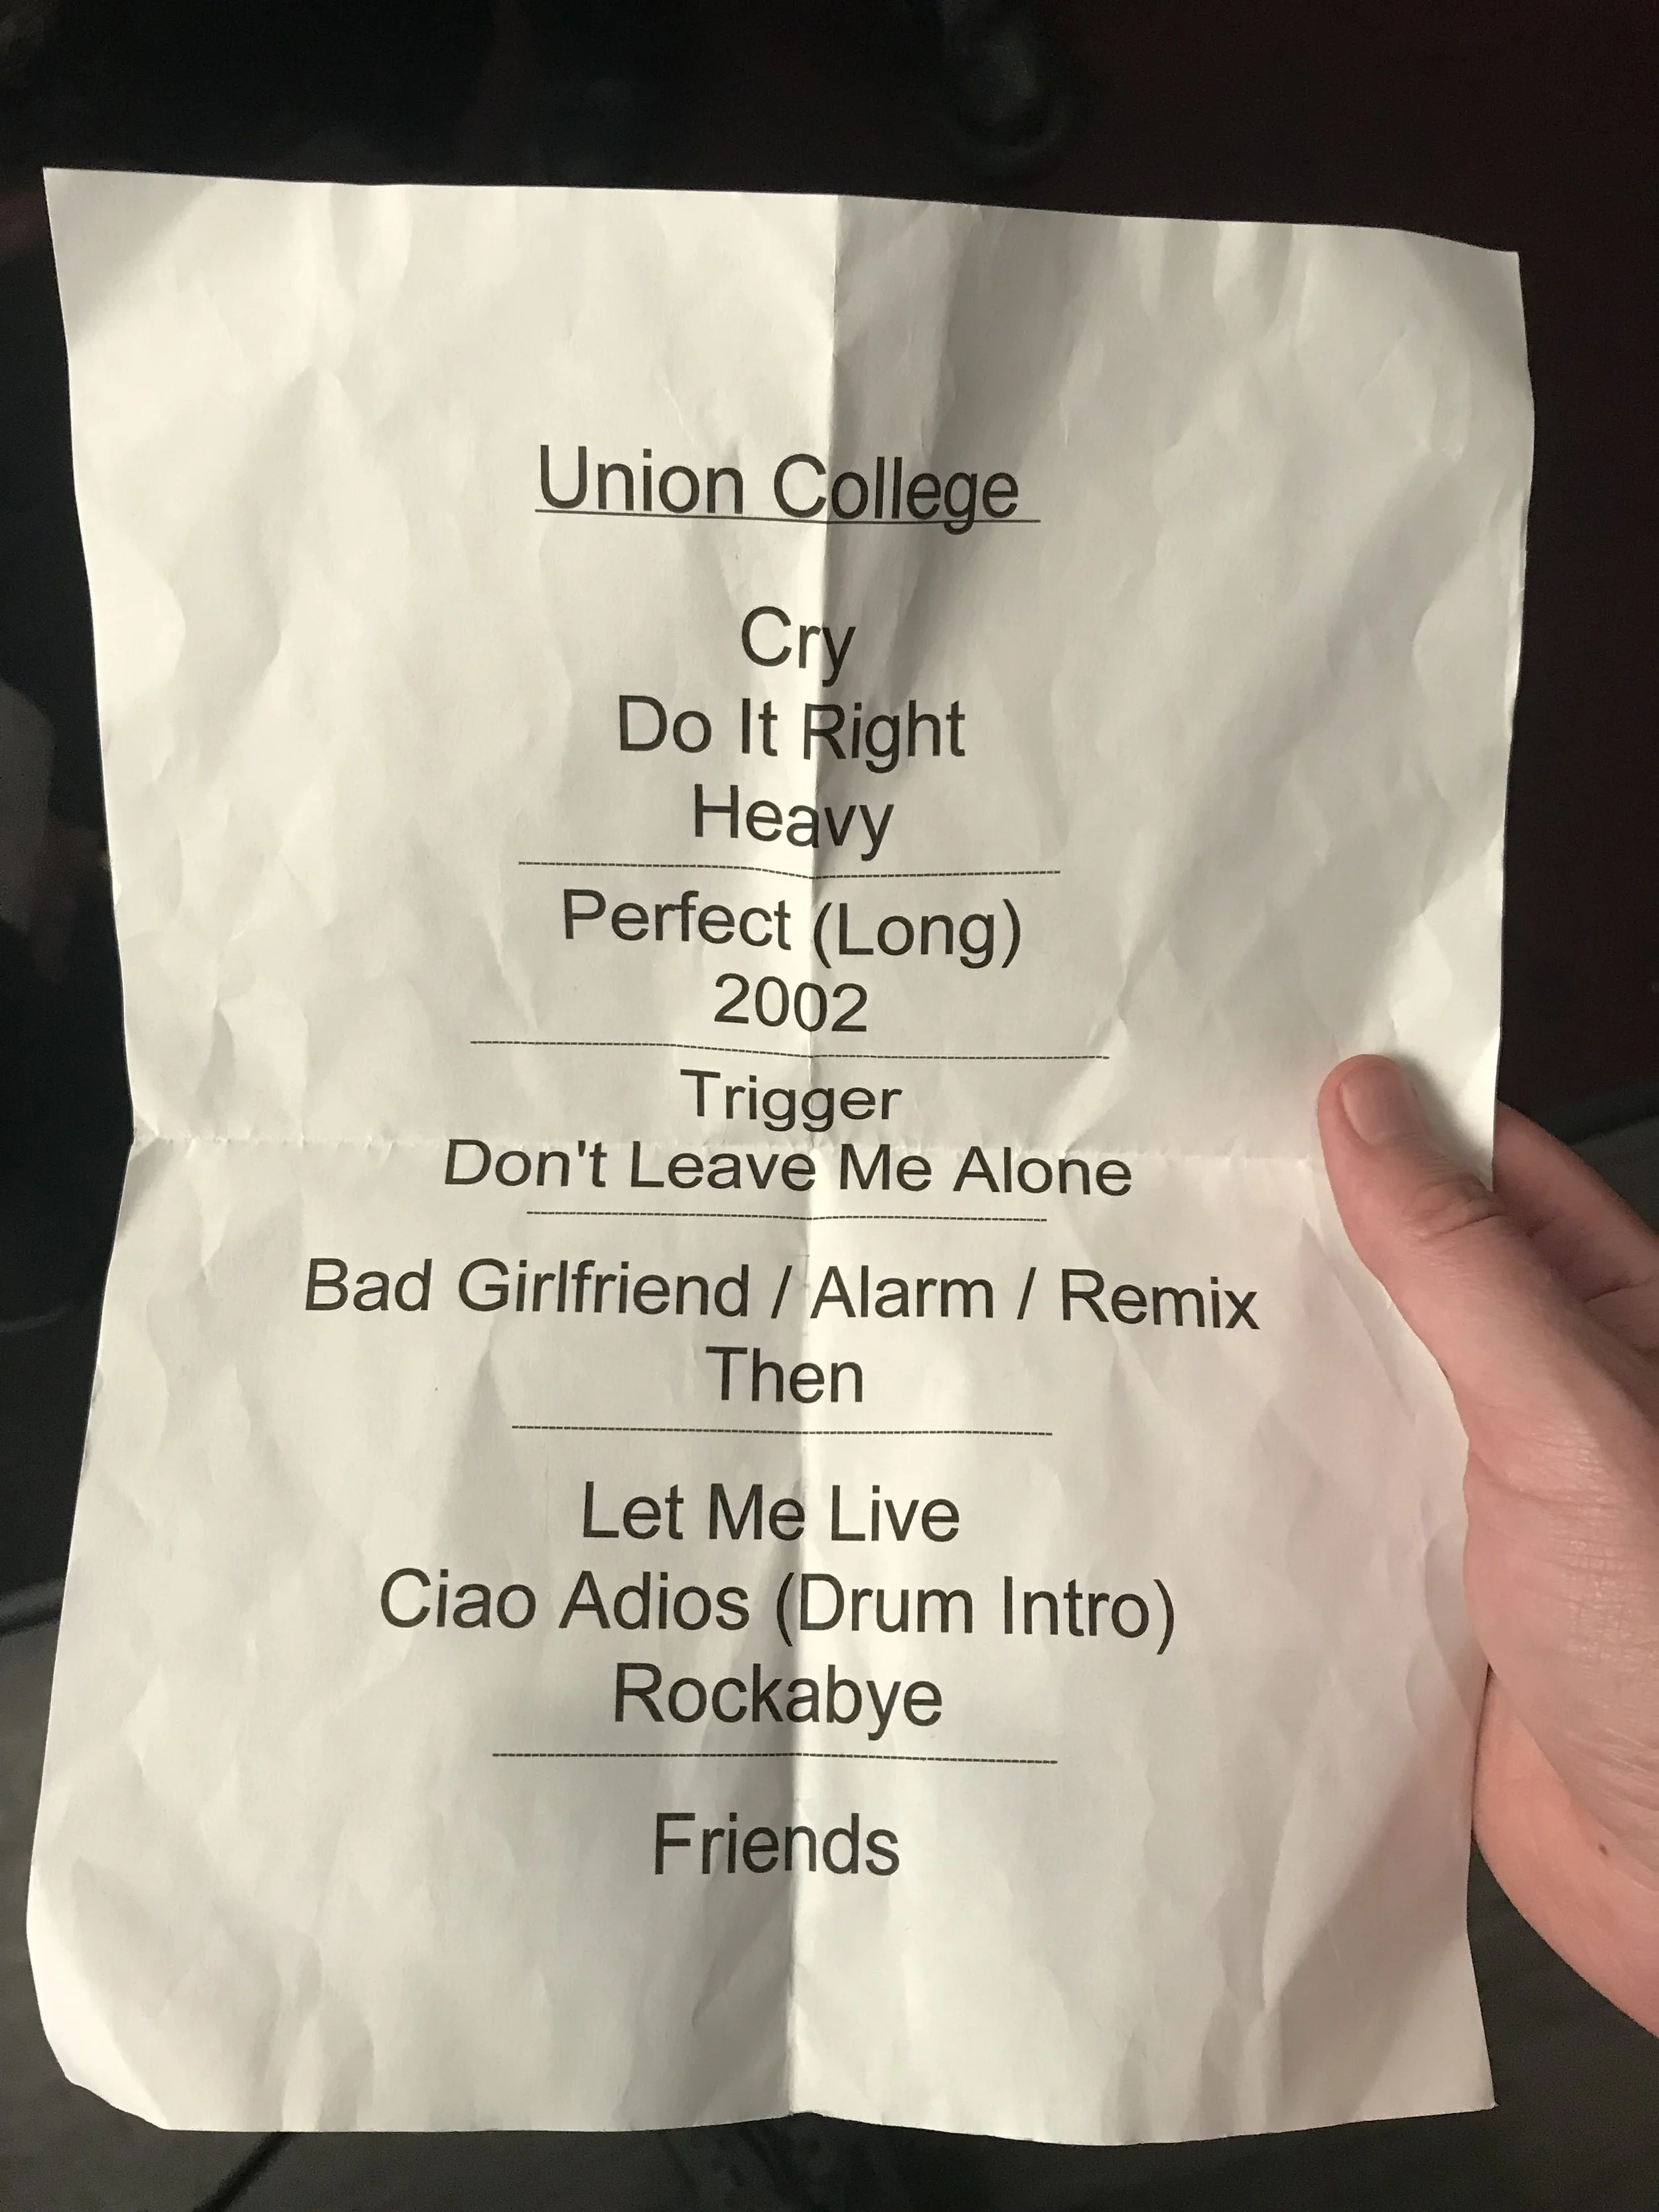 Union College
Cry
Do It Right
Heavy
Perfect (Long)
2002
Trigger
Don't Leave Me Alone
Bad Girlfriend / Alarm / Remix
Then
Let Me Live
Ciao Adios (Drum Intro)
Rockabye
Friends